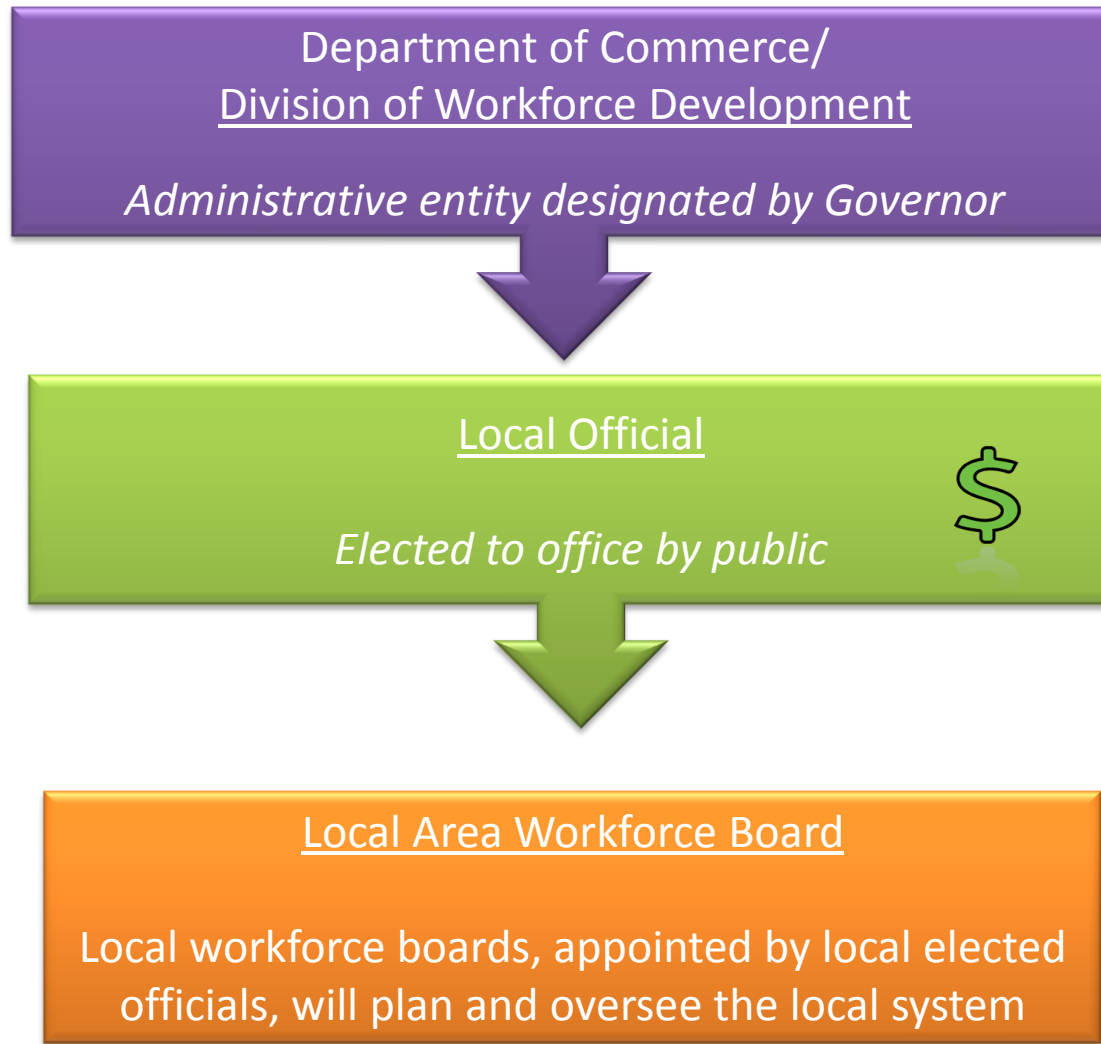 Department of Commerce/
Division of Workforce Development
Administrative entity designated by Governor
Local Official
$
Elected to office by public
Local Area Workforce Board
Local workforce boards, appointed by local elected
officials, will plan and oversee the local system